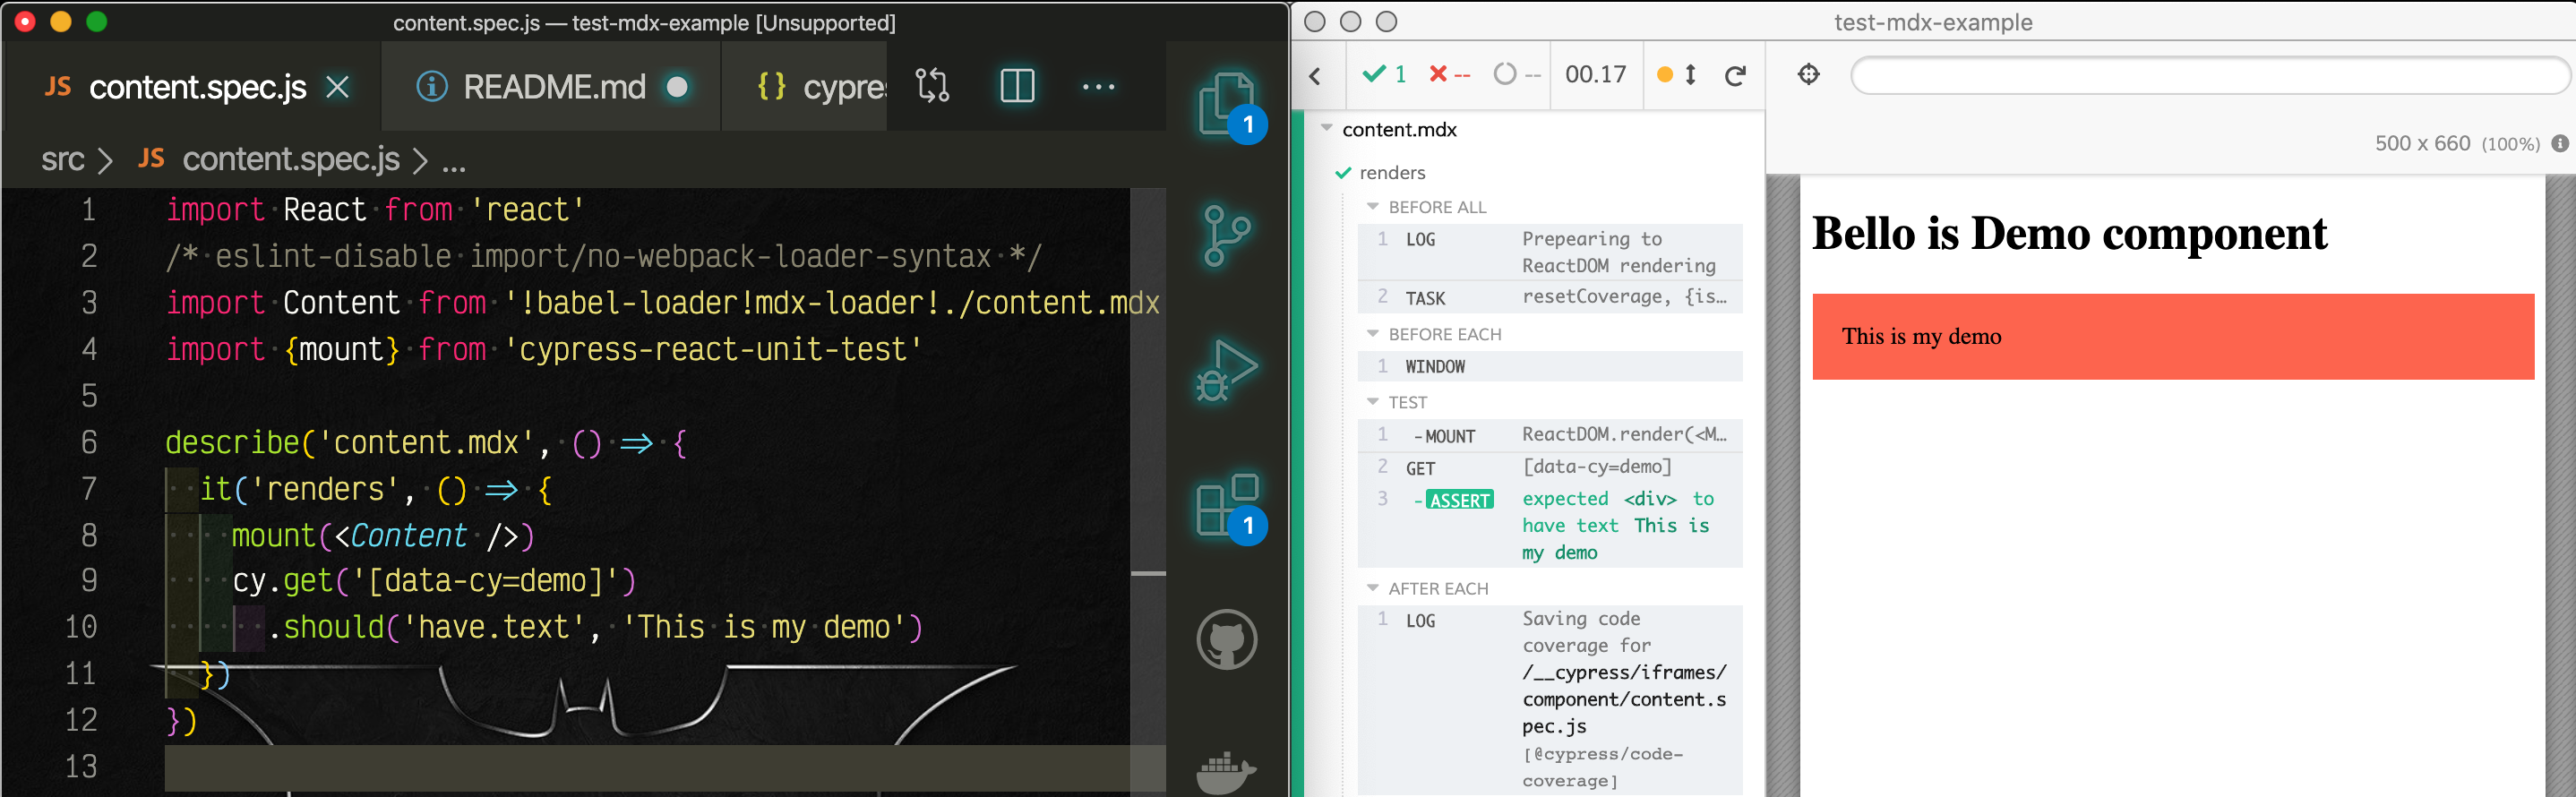 content.spec.js — test-mdx-example [Unsupported]
JS content.spec.js
README.md
{} cypres
1
src > JS content.spec.js > ...
1 import React from 'react'
2 /* eslint-disable import/no-webpack-loader-syntax */
3 import Content from '!babel-loader!mdx-loader!./content.mdx
4 import {mount} from 'cypress-react-unit-test'
5
6 describe('content.mdx', () => {
7 it('renders', () => {
8 mount(<Content />)
9 cy.get('[data-cy=demo]')
10 .should('have.text', 'This is my demo')
11 })
12 })
13
1
test-mdx-example
1 -- -- 00.17
500 x 660 (100%)
content.mdx
renders
BEFORE ALL
1 LOG Prepearing to
ReactDOM rendering
2 TASK resetCoverage, {is…
BEFORE EACH
1 WINDOW
TEST
1 -MOUNT ReactDOM.render(<M…
2 GET [data-cy=demo]
3 -ASSERT expected <div> to
have text This is
my demo
AFTER EACH
1 LOG Saving code
coverage for
/__cypress/iframes/
component/content.s
pec.js
[@cypress/code-
coverage]
Bello is Demo component
This is my demo